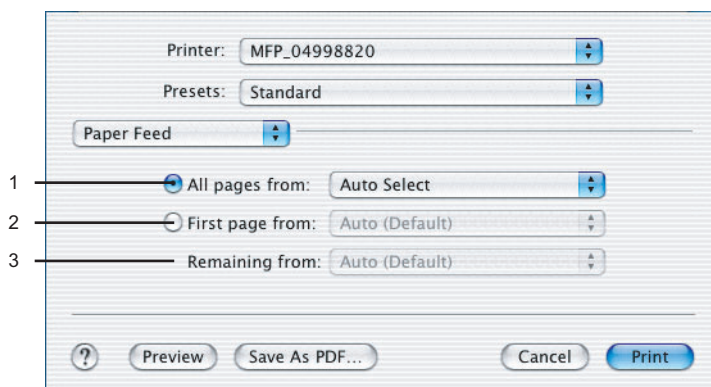 Printer: MFP_04998820
Presets: Standard
Paper Feed
1 All pages from: Auto Select
2 First page from: Auto (Default)
3 Remaining from: Auto (Default)
? Preview Save As PDF... Cancel Print